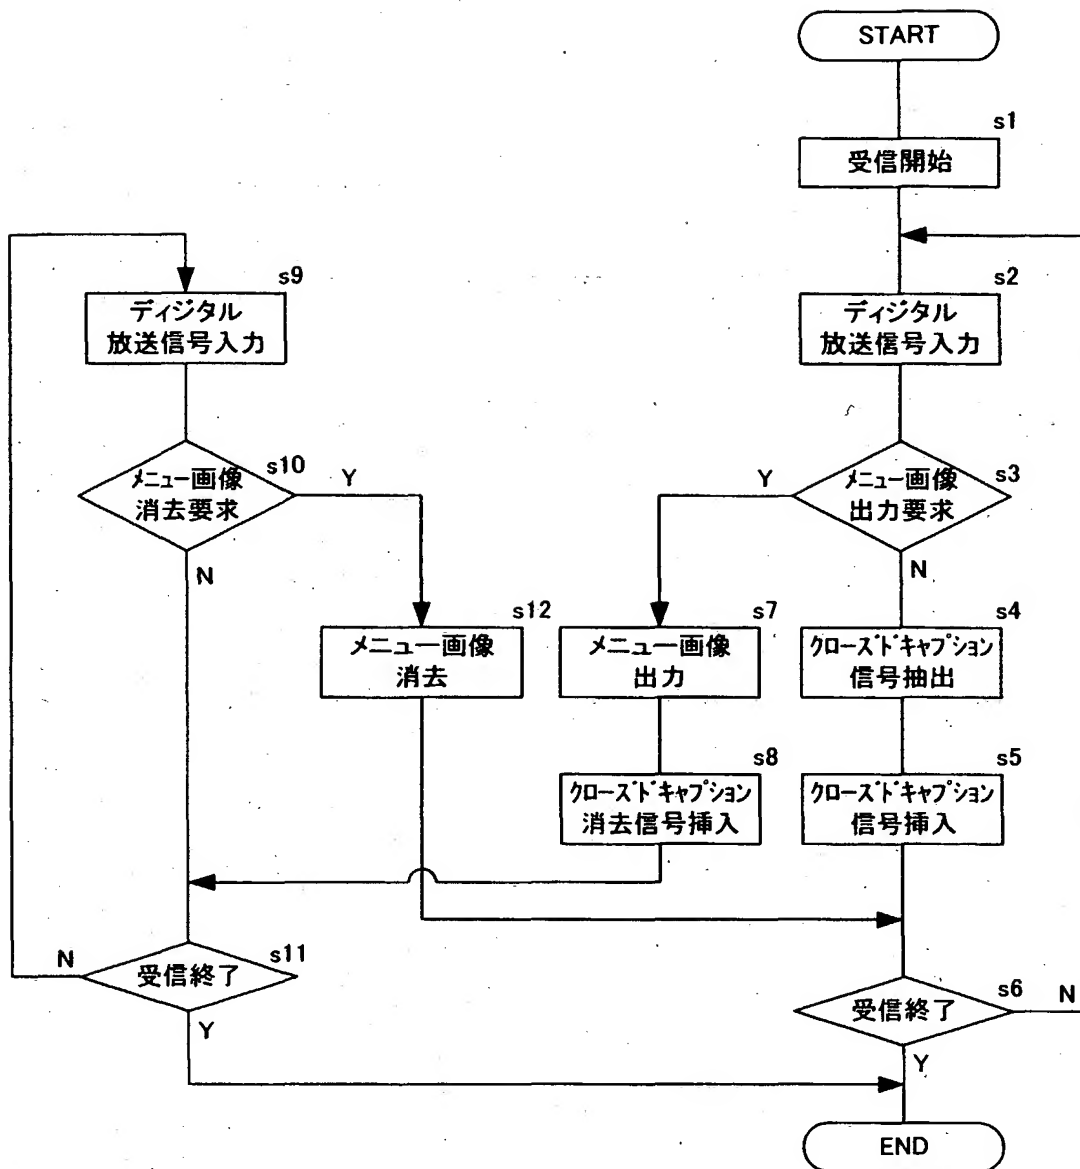 START
s1
受信開始
s2
ディジタル
放送信号入力
s3
メニュー画像
出力要求
Y
N
s4
クローズドキャプション
信号抽出
s5
クローズドキャプション
信号挿入
s6
受信終了
N
Y
END
s7
メニュー画像
出力
s8
クローズドキャプション
消去信号挿入
s9
ディジタル
放送信号入力
s10
メニュー画像
消去要求
Y
N
s12
メニュー画像
消去
s11
受信終了
N
Y